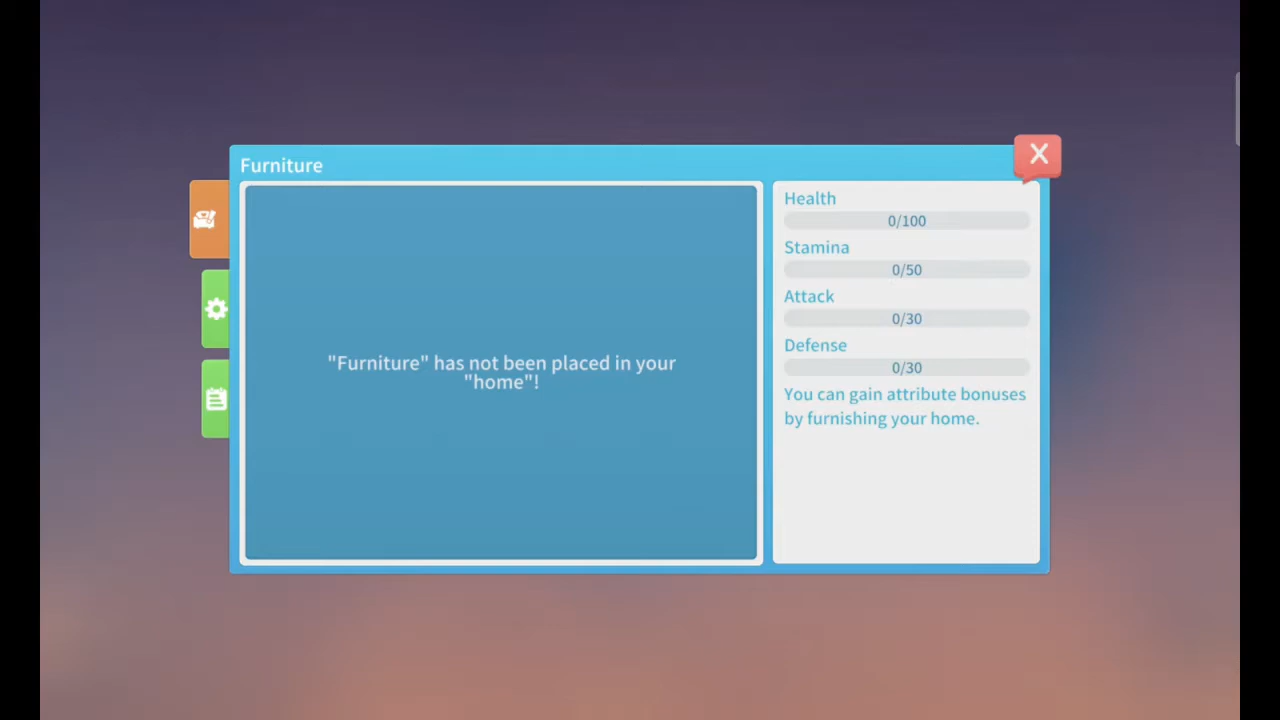 Furniture
X
"Furniture" has not been placed in your
"home"!
Health
0/100
Stamina
0/50
Attack
0/30
Defense
0/30
You can gain attribute bonuses
by furnishing your home.